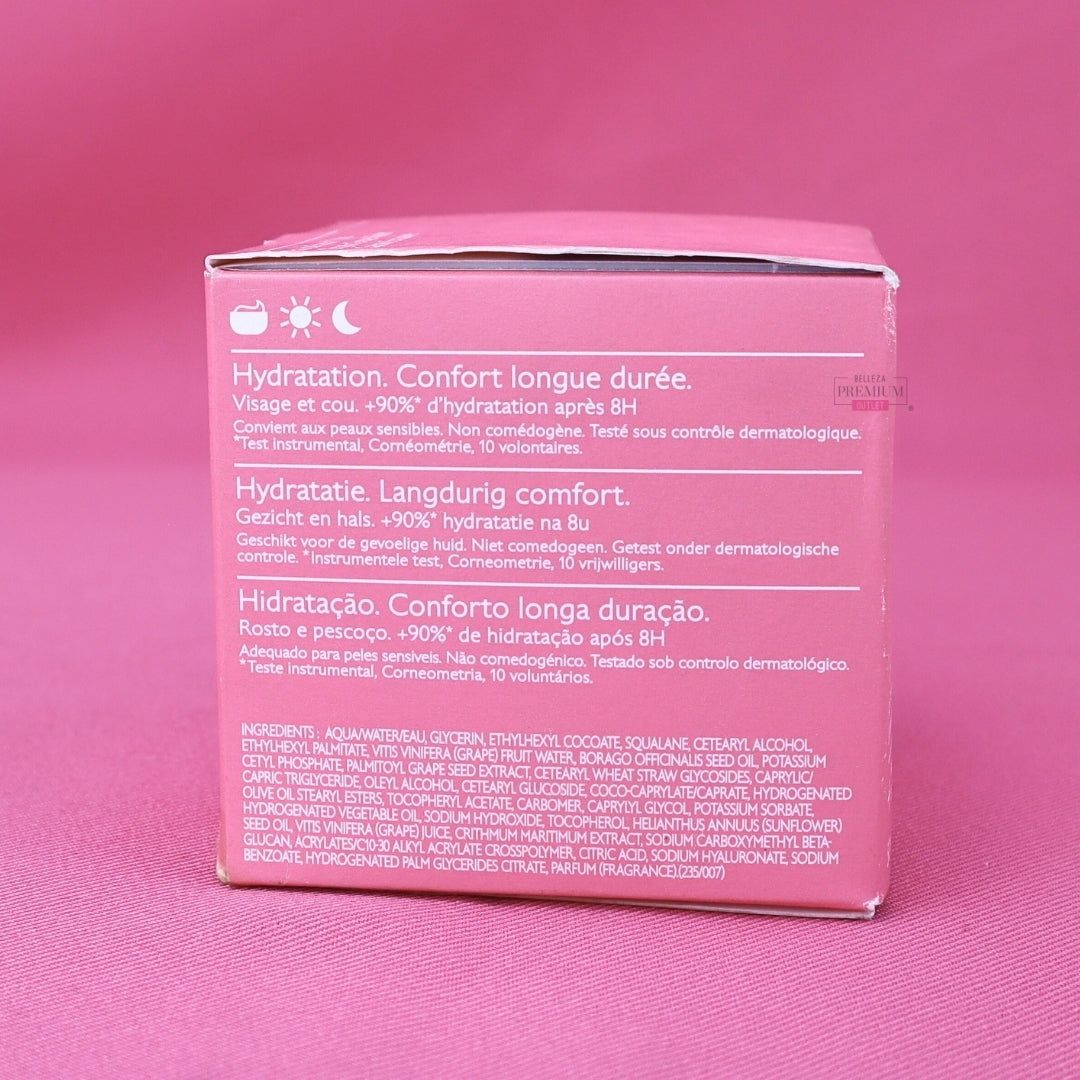 Hydratation. Confort longue durée.
Visage et cou. +90%* d'hydratation après 8H
Convient aux peaux sensibles. Non comédogène. Testé sous contrôle dermatologique.
*Test instrumental, Cornéométrie, 10 volontaires.
BELLEZA
PREMIUM
OUTLET
Hydratatie. Langdurig comfort.
Gezicht en hals. +90%* hydratatie na 8u
Geschikt voor de gevoelige huid. Niet comedogeen. Getest onder dermatologische
controle. *Instrumentele test, Corneometrie, 10 vrijwilligers.
Hidratação. Conforto longa duração.
Rosto e pescoço. +90%* de hidratação após 8H
Adequado para peles sensiveis. Não comedogénico. Testado sob controlo dermatológico.
*Teste instrumental, Corneometria, 10 voluntários.
INGREDIENTS : AQUA/WATER/EAU, GLYCERIN, ETHYLHEXYL COCOATE, SQUALANE, CETEARYL ALCOHOL,
ETHYLHEXYL PALMITATE, VITIS VINIFERA (GRAPE) FRUIT WATER, BORAGO OFFICINALIS SEED OIL, POTASSIUM
CETYL PHOSPHATE, PALMITOYL GRAPE SEED EXTRACT, CETEARYL WHEAT STRAW GLYCOSIDES, CAPRYLIC/
CAPRIC TRIGLYCERIDE, OLEYL ALCOHOL, CETEARYL GLUCOSIDE, COCO-CAPRYLATE/CAPRATE, HYDROGENATED
OLIVE OIL STEARYL ESTERS, TOCOPHERYL ACETATE, CARBOMER, CAPRYLYL GLYCOL, POTASSIUM SORBATE,
HYDROGENATED VEGETABLE OIL, SODIUM HYDROXIDE, TOCOPHEROL, HELIANTHUS ANNUUS (SUNFLOWER)
SEED OIL, VITIS VINIFERA (GRAPE) JUICE, CRITHMUM MARITIMUM EXTRACT, SODIUM CARBOXYMETHYL BETA-
GLUCAN, ACRYLATES/C10-30 ALKYL ACRYLATE CROSSPOLYMER, CITRIC ACID, SODIUM HYALURONATE, SODIUM
BENZOATE, HYDROGENATED PALM GLYCERIDES CITRATE, PARFUM (FRAGRANCE).(235/007)